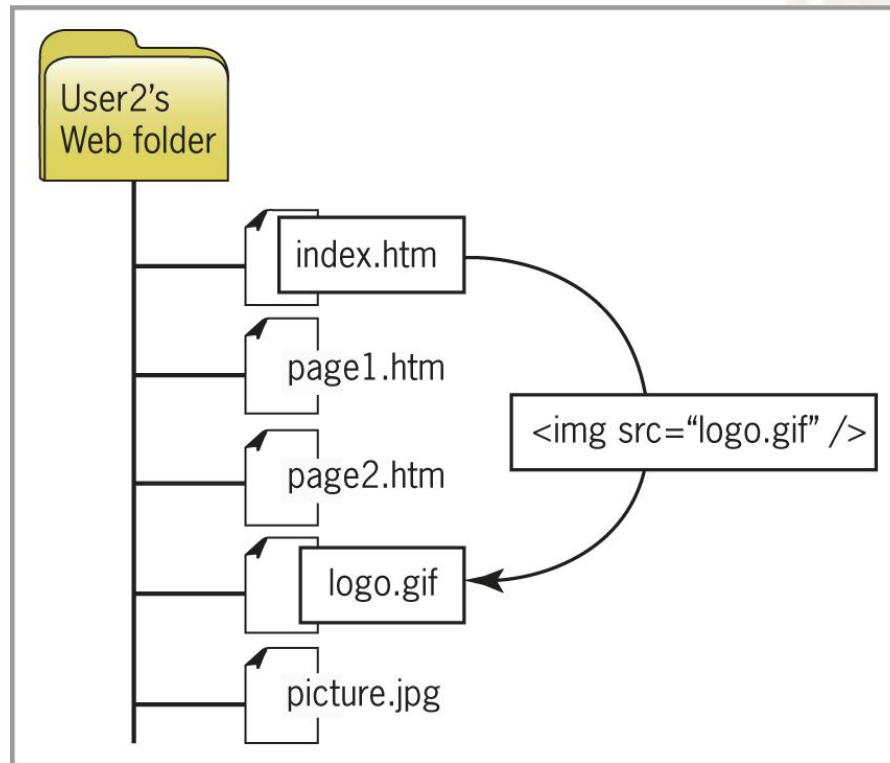 User2's
Web folder
index.htm
page1.htm
<img src=“logo.gif” />
page2.htm
logo.gif
picture.jpg